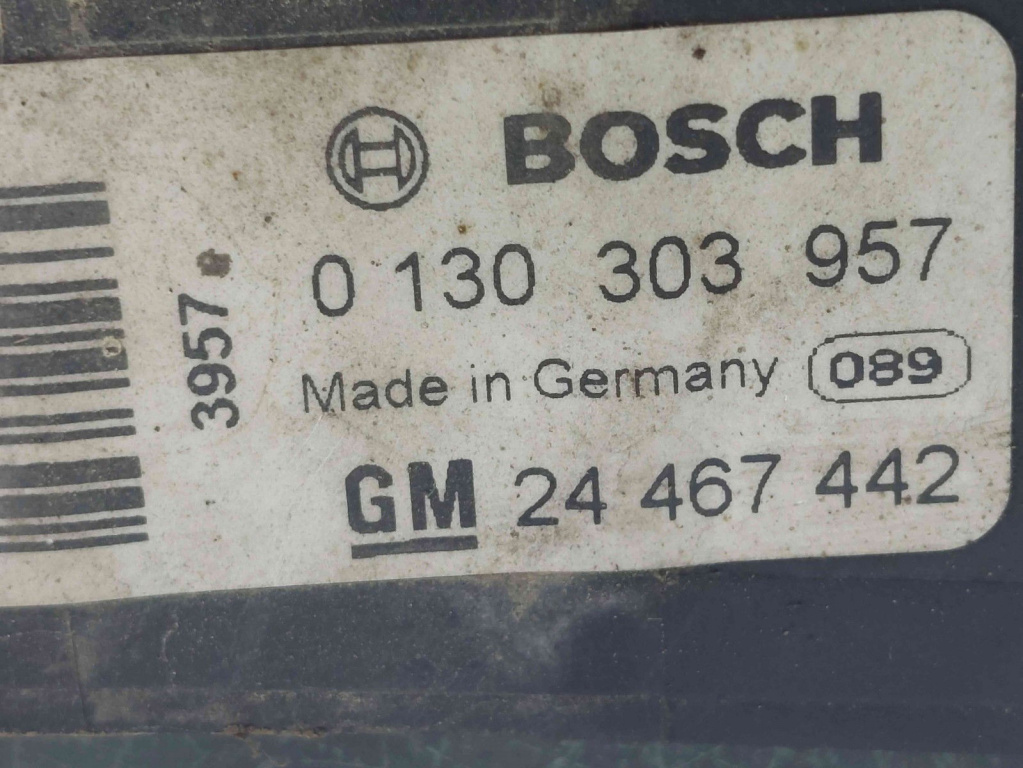 BOSCH
0 130 303 957
3957
Made in Germany 089
GM 24 467 442